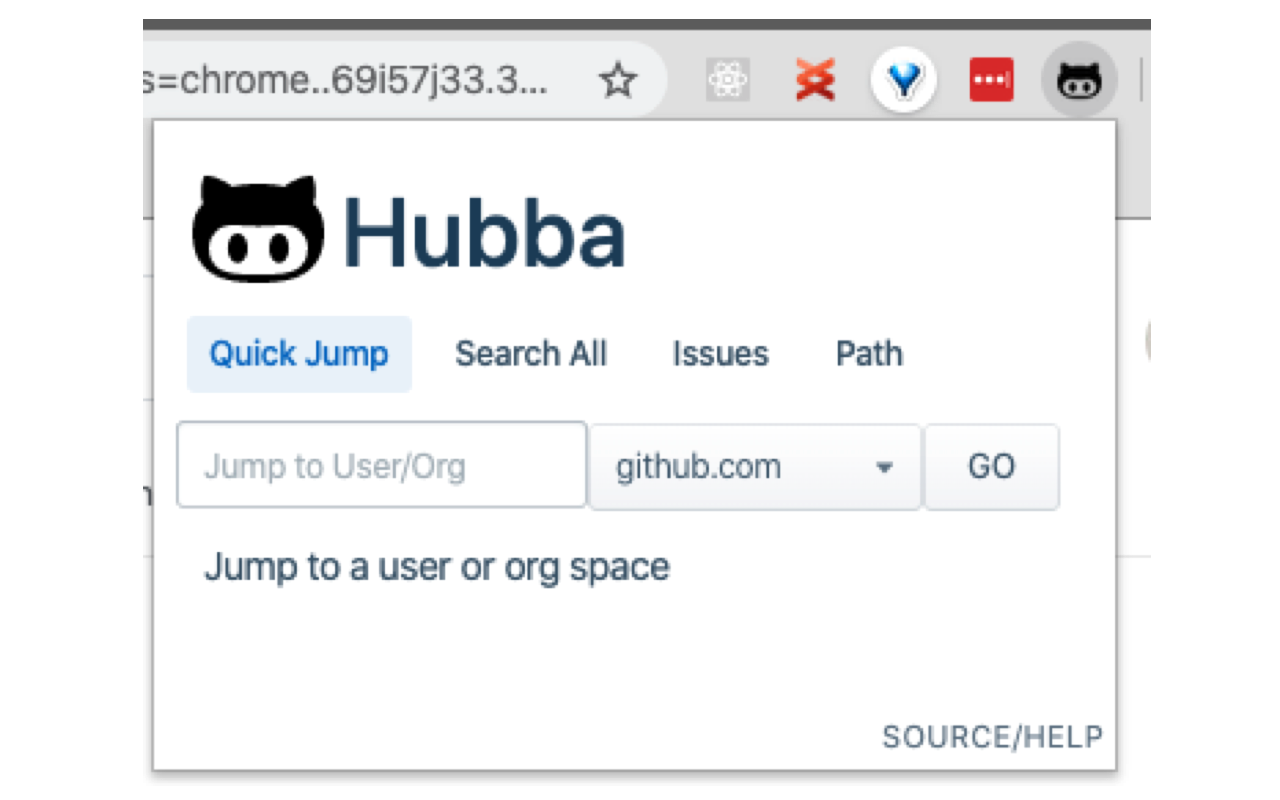 s=chrome..69i57j33.3...
Hubba
Quick Jump Search All Issues Path
Jump to User/Org github.com GO
Jump to a user or org space
SOURCE/HELP